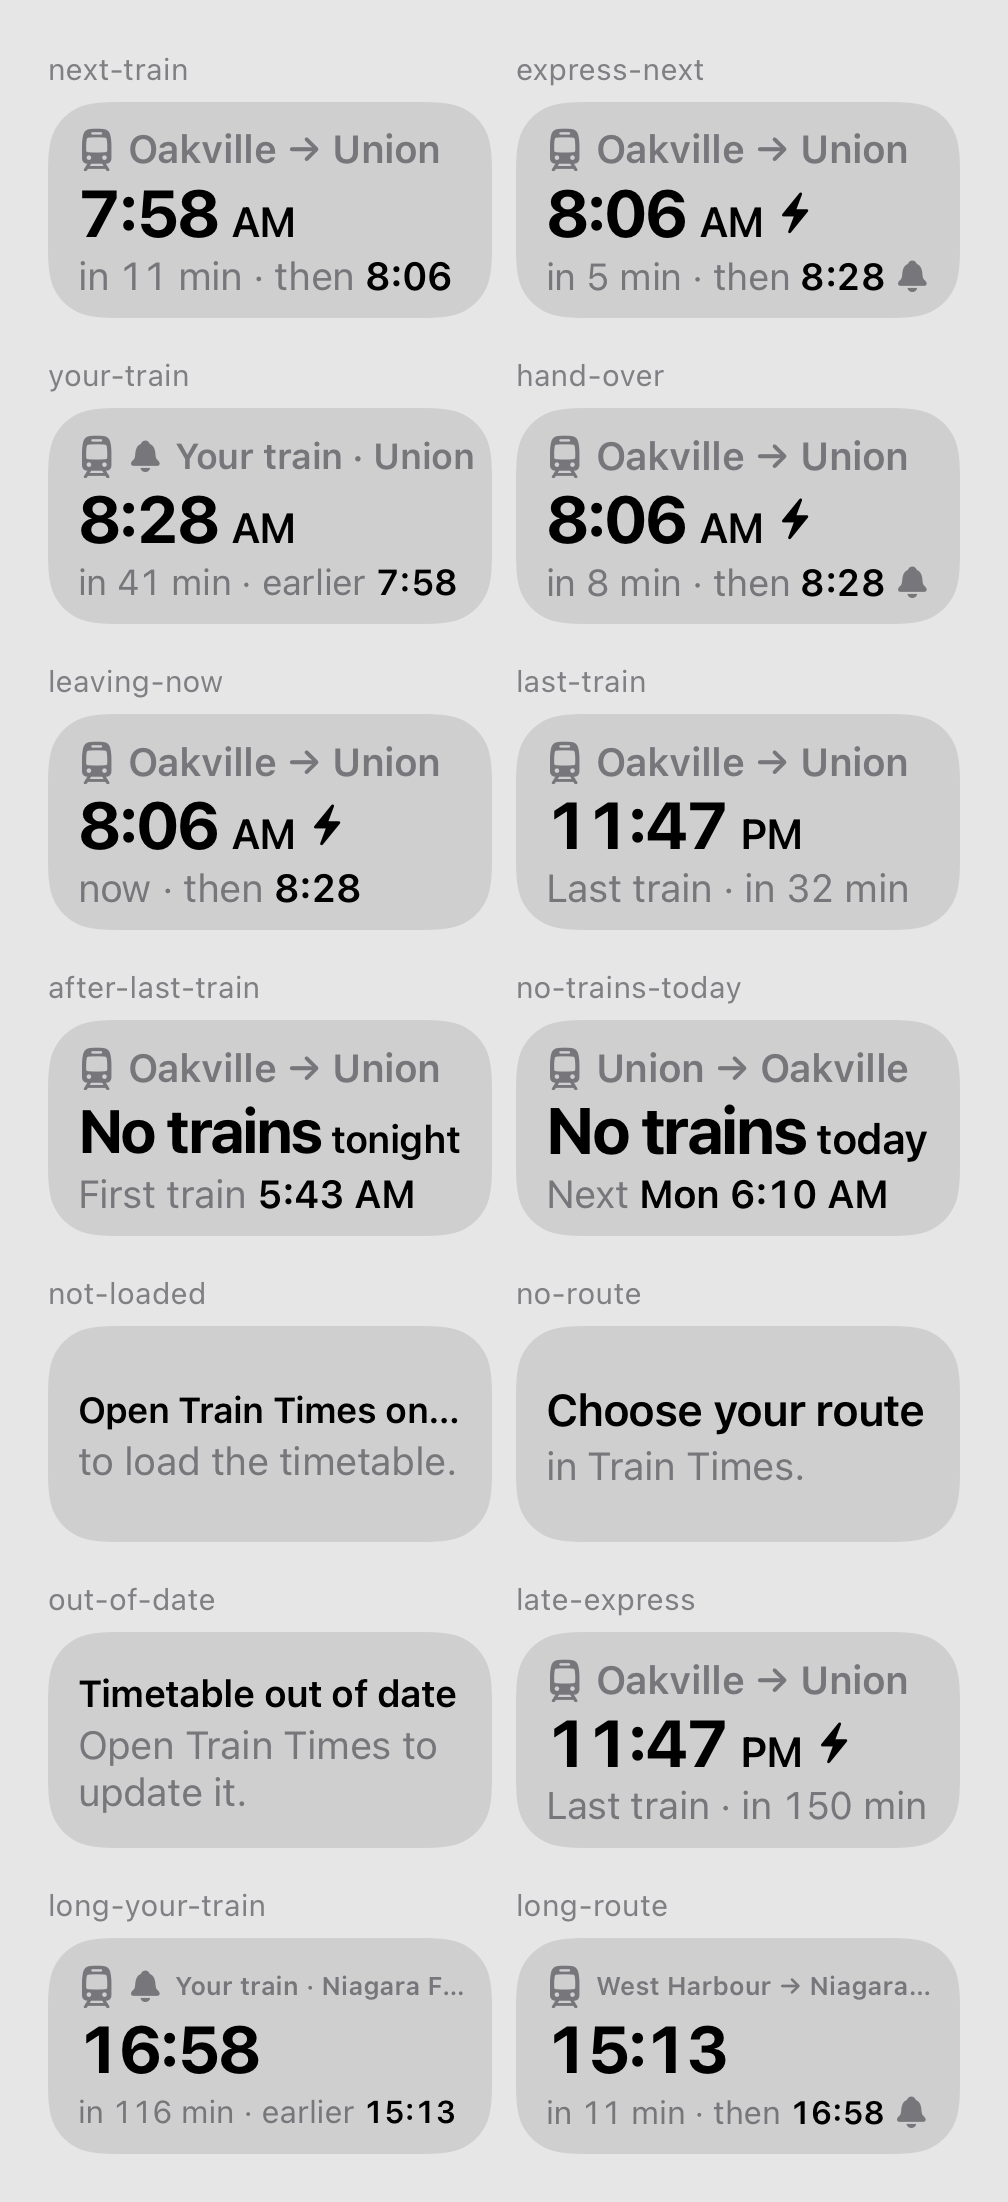 next-train
Oakville → Union
7:58 AM
in 11 min · then 8:06
express-next
Oakville → Union
8:06 AM
in 5 min · then 8:28
your-train
Your train · Union
8:28 AM
in 41 min · earlier 7:58
hand-over
Oakville → Union
8:06 AM
in 8 min · then 8:28
leaving-now
Oakville → Union
8:06 AM
now · then 8:28
last-train
Oakville → Union
11:47 PM
Last train · in 32 min
after-last-train
Oakville → Union
No trains tonight
First train 5:43 AM
no-trains-today
Union → Oakville
No trains today
Next Mon 6:10 AM
not-loaded
Open Train Times on...
to load the timetable.
no-route
Choose your route
in Train Times.
out-of-date
Timetable out of date
Open Train Times to
update it.
late-express
Oakville → Union
11:47 PM
Last train · in 150 min
long-your-train
Your train · Niagara F...
16:58
in 116 min · earlier 15:13
long-route
West Harbour → Niagara...
15:13
in 11 min · then 16:58